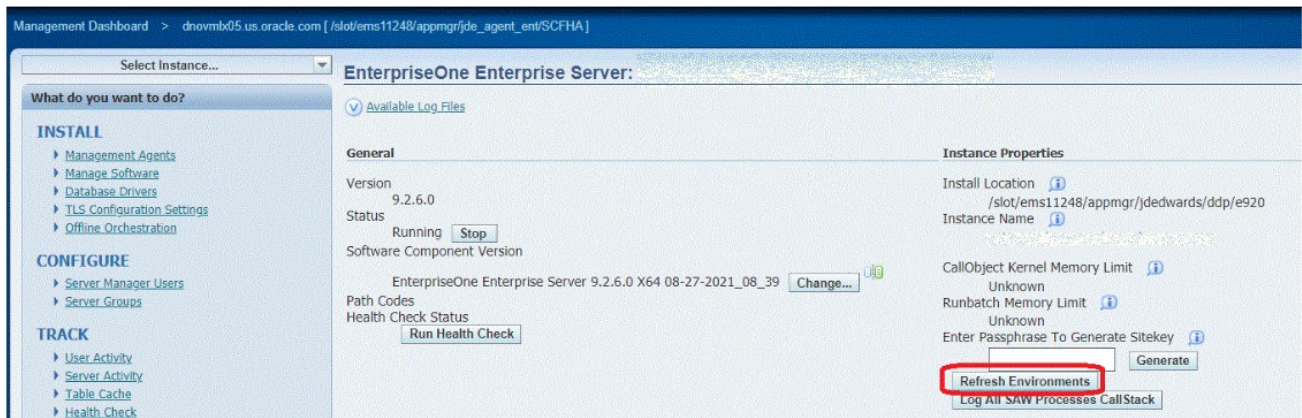 Management Dashboard > dnovmlx05.us.oracle.com [ /slot/ems11248/appmgr/jde_agent_ent/SCFHA ]
Select Instance...
What do you want to do?
INSTALL
Management Agents
Manage Software
Database Drivers
TLS Configuration Settings
Offline Orchestration
CONFIGURE
Server Manager Users
Server Groups
TRACK
User Activity
Server Activity
Table Cache
Health Check
EnterpriseOne Enterprise Server:
Available Log Files
General
Version
9.2.6.0
Status
Running Stop
Software Component Version
EnterpriseOne Enterprise Server 9.2.6.0 X64 08-27-2021_08_39 Change...
Path Codes
Health Check Status
Run Health Check
Instance Properties
Install Location
/slot/ems11248/appmgr/jdedwards/ddp/e920
Instance Name
CallObject Kernel Memory Limit
Unknown
Runbatch Memory Limit
Unknown
Enter Passphrase To Generate Sitekey
Generate
Refresh Environments
Log All SAW Processes CallStack